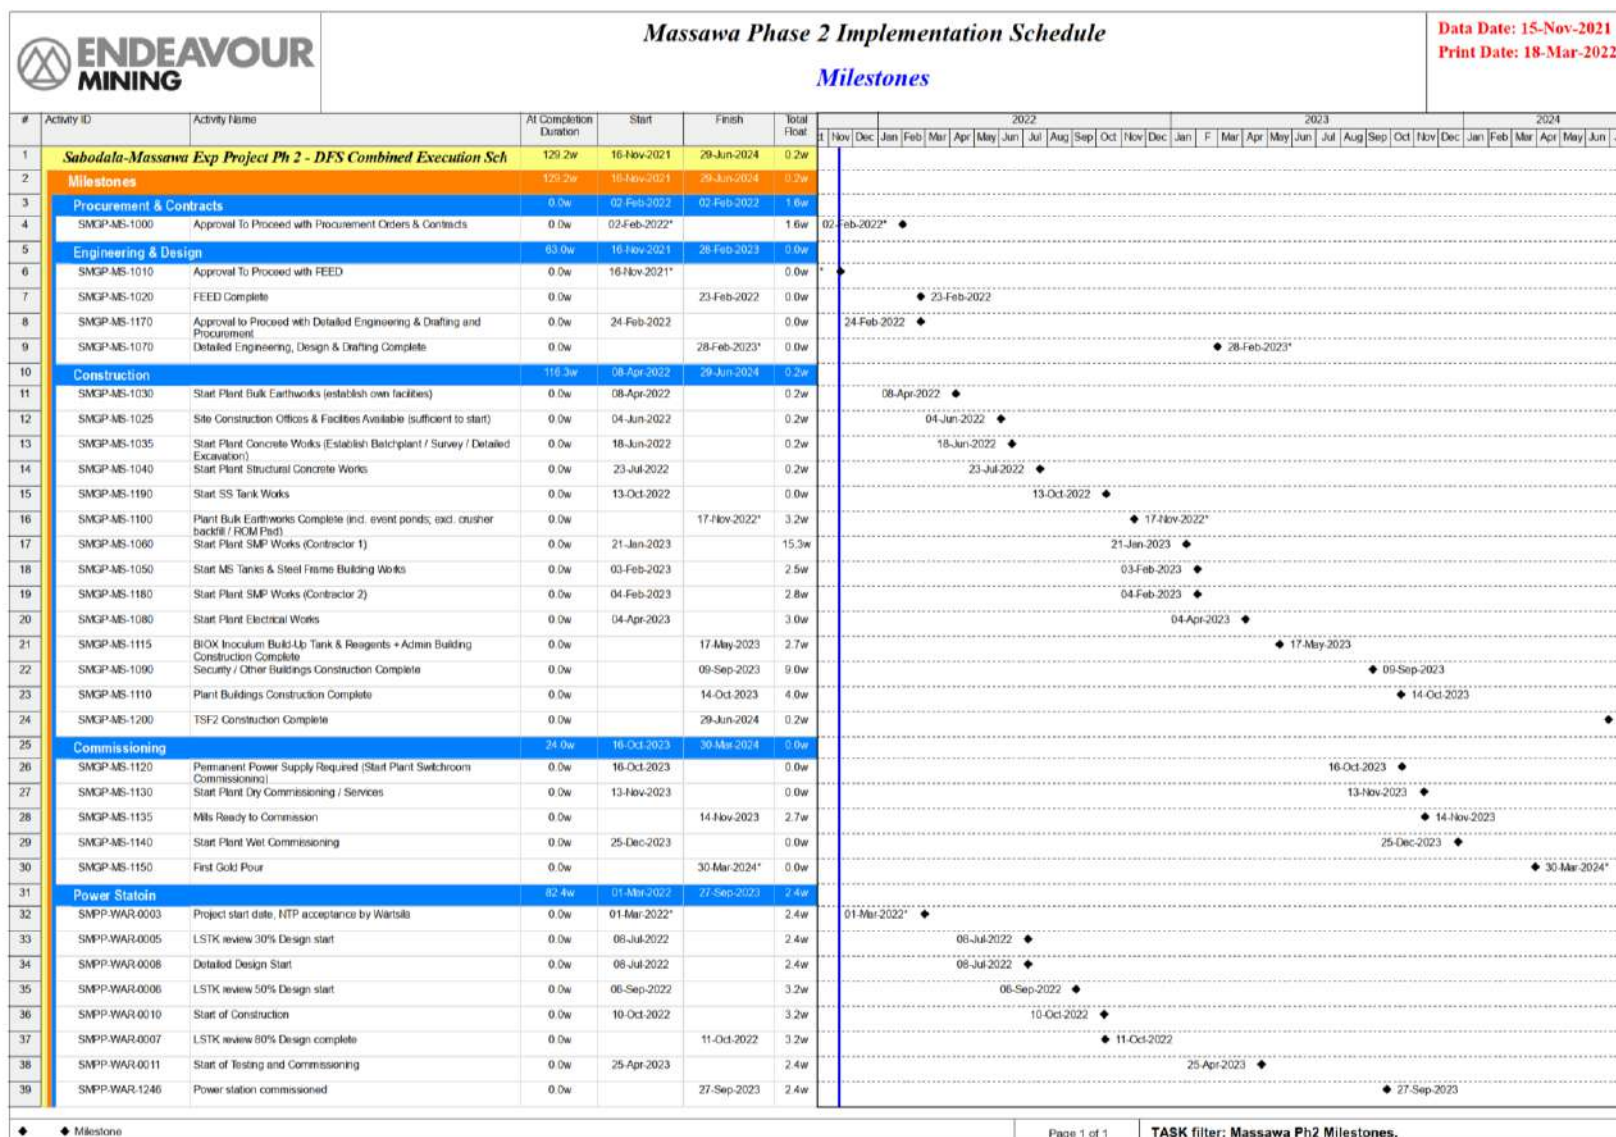 ENDEAVOUR
MINING
Massawa Phase 2 Implementation Schedule
Milestones
Data Date: 15-Nov-2021
Print Date: 18-Mar-2022
# Activity ID Activity Name At Completion Duration Start Finish Total Float
2022 2023 2024
t Nov Dec Jan Feb Mar Apr May Jun Jul Aug Sep Oct Nov Dec Jan F Mar Apr May Jun Jul Aug Sep Oct Nov Dec Jan Feb Mar Apr May Jun
1 Sabodala-Massawa Exp Project Ph 2 - DFS Combined Execution Sch 129.2w 16-Nov-2021 29-Jun-2024 0.2w
2 Milestones 129.2w 16-Nov-2021 29-Jun-2024 0.2w
3 Procurement & Contracts 0.0w 02-Feb-2022 02-Feb-2022 1.6w
4 SMGP-MS-1000 Approval To Proceed with Procurement Orders & Contracts 0.0w 02-Feb-2022* 1.6w 02-Feb-2022*
5 Engineering & Design 63.0w 16-Nov-2021 28-Feb-2023 0.0w
6 SMGP-MS-1010 Approval To Proceed with FEED 0.0w 16-Nov-2021* 0.0w *
7 SMGP-MS-1020 FEED Complete 0.0w 23-Feb-2022 0.0w 23-Feb-2022
8 SMGP-MS-1170 Approval to Proceed with Detailed Engineering & Drafting and Procurement 0.0w 24-Feb-2022 0.0w 24-Feb-2022
9 SMGP-MS-1070 Detailed Engineering, Design & Drafting Complete 0.0w 28-Feb-2023* 0.0w 28-Feb-2023*
10 Construction 116.3w 08-Apr-2022 29-Jun-2024 0.2w
11 SMGP-MS-1030 Start Plant Bulk Earthworks (establish own facilities) 0.0w 08-Apr-2022 0.2w 08-Apr-2022
12 SMGP-MS-1025 Site Construction Offices & Facilities Available (sufficient to start) 0.0w 04-Jun-2022 0.2w 04-Jun-2022
13 SMGP-MS-1035 Start Plant Concrete Works (Establish Batchplant / Survey / Detailed Excavation) 0.0w 18-Jun-2022 0.2w 18-Jun-2022
14 SMGP-MS-1040 Start Plant Structural Concrete Works 0.0w 23-Jul-2022 0.2w 23-Jul-2022
15 SMGP-MS-1190 Start SS Tank Works 0.0w 13-Oct-2022 0.0w 13-Oct-2022
16 SMGP-MS-1100 Plant Bulk Earthworks Complete (incl. event ponds; excl. crusher backfill / ROM Pad) 0.0w 17-Nov-2022* 3.2w 17-Nov-2022*
17 SMGP-MS-1060 Start Plant SMP Works (Contractor 1) 0.0w 21-Jan-2023 15.3w 21-Jan-2023
18 SMGP-MS-1050 Start MS Tanks & Steel Frame Building Works 0.0w 03-Feb-2023 2.5w 03-Feb-2023
19 SMGP-MS-1180 Start Plant SMP Works (Contractor 2) 0.0w 04-Feb-2023 2.8w 04-Feb-2023
20 SMGP-MS-1080 Start Plant Electrical Works 0.0w 04-Apr-2023 3.0w 04-Apr-2023
21 SMGP-MS-1115 BIOX Inoculum Build-Up Tank & Reagents + Admin Building Construction Complete 0.0w 17-May-2023 2.7w 17-May-2023
22 SMGP-MS-1090 Security / Other Buildings Construction Complete 0.0w 09-Sep-2023 9.0w 09-Sep-2023
23 SMGP-MS-1110 Plant Buildings Construction Complete 0.0w 14-Oct-2023 4.0w 14-Oct-2023
24 SMGP-MS-1200 TSF2 Construction Complete 0.0w 29-Jun-2024 0.2w
25 Commissioning 24.0w 16-Oct-2023 30-Mar-2024 0.0w
26 SMGP-MS-1120 Permanent Power Supply Required (Start Plant Switchroom Commissioning) 0.0w 16-Oct-2023 0.0w 16-Oct-2023
27 SMGP-MS-1130 Start Plant Dry Commissioning / Services 0.0w 13-Nov-2023 0.0w 13-Nov-2023
28 SMGP-MS-1135 Mills Ready to Commission 0.0w 14-Nov-2023 2.7w 14-Nov-2023
29 SMGP-MS-1140 Start Plant Wet Commissioning 0.0w 25-Dec-2023 0.0w 25-Dec-2023
30 SMGP-MS-1150 First Gold Pour 0.0w 30-Mar-2024* 0.0w 30-Mar-2024*
31 Power Statoin 82.4w 01-Mar-2022 27-Sep-2023 2.4w
32 SMPP-WAR-0003 Project start date, NTP acceptance by Wartsila 0.0w 01-Mar-2022* 2.4w 01-Mar-2022*
33 SMPP-WAR-0005 LSTK review 30% Design start 0.0w 08-Jul-2022 2.4w 08-Jul-2022
34 SMPP-WAR-0008 Detailed Design Start 0.0w 08-Jul-2022 2.4w 08-Jul-2022
35 SMPP-WAR-0006 LSTK review 50% Design start 0.0w 06-Sep-2022 3.2w 06-Sep-2022
36 SMPP-WAR-0010 Start of Construction 0.0w 10-Oct-2022 3.2w 10-Oct-2022
37 SMPP-WAR-0007 LSTK review 80% Design complete 0.0w 11-Oct-2022 3.2w 11-Oct-2022
38 SMPP-WAR-0011 Start of Testing and Commissioning 0.0w 25-Apr-2023 2.4w 25-Apr-2023
39 SMPP-WAR-1246 Power station commissioned 0.0w 27-Sep-2023 2.4w 27-Sep-2023
Milestone
Page 1 of 1
TASK filter: Massawa Ph2 Milestones.